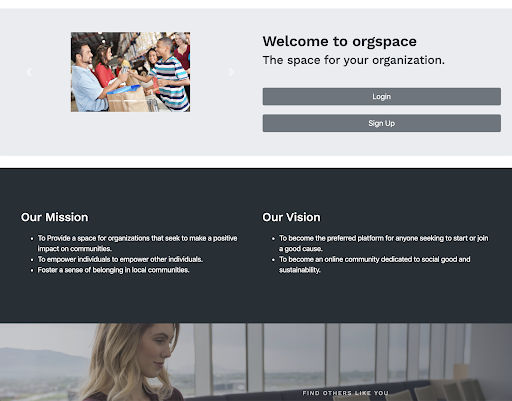 Welcome to orgspace
The space for your organization.
Login
Sign Up
Our Mission
To Provide a space for organizations that seek to make a positive
impact on communities.
To empower individuals to empower other individuals.
Foster a sense of belonging in local communities.
Our Vision
To become the preferred platform for anyone seeking to start or join
a good cause.
To become an online community dedicated to social good and
sustainability.
FIND OTHERS LIKE YOU